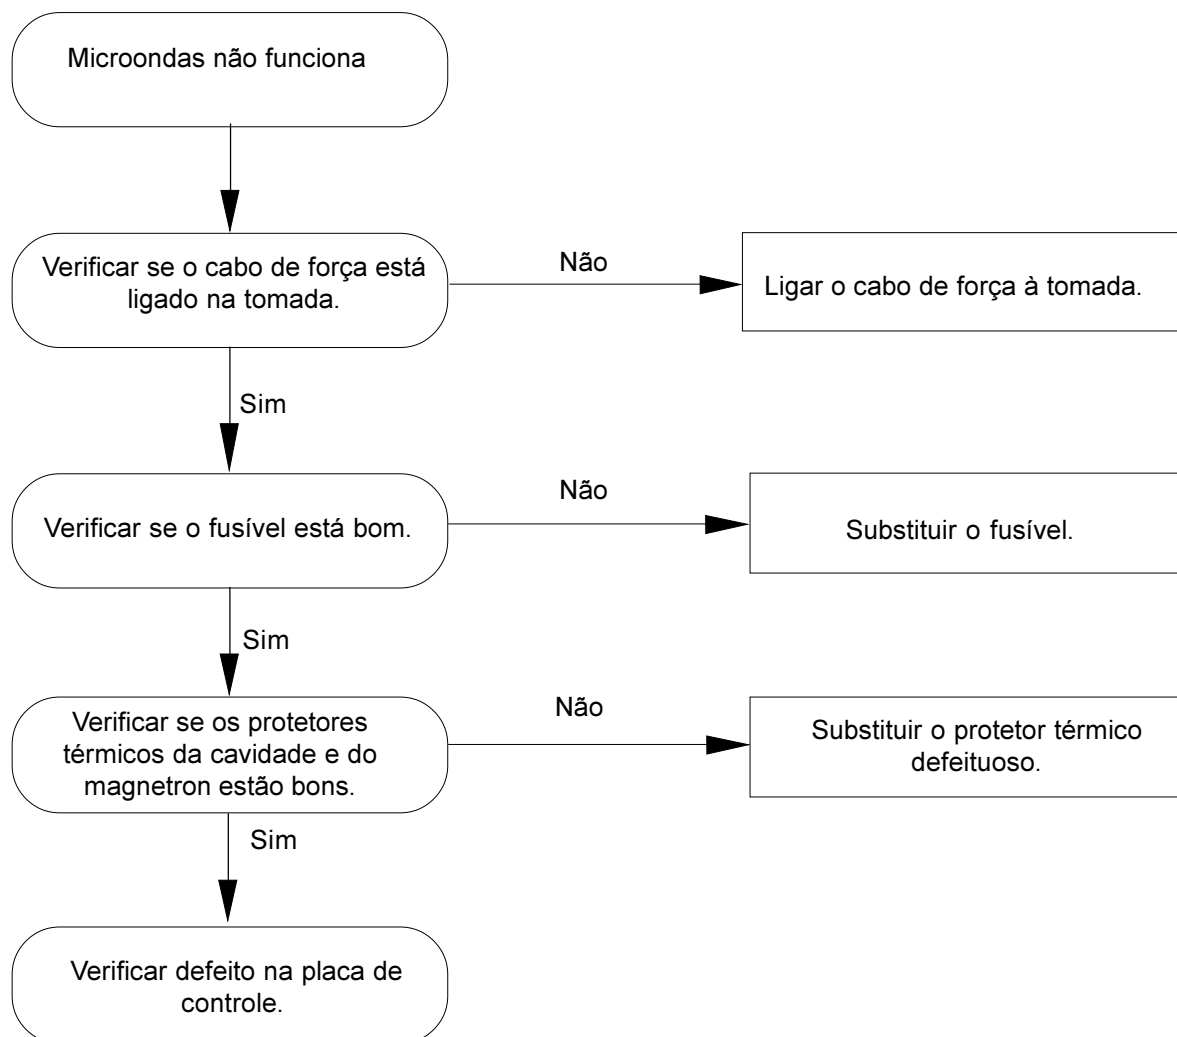 Microondas não funciona
Verificar se o cabo de força está
ligado na tomada.
Não
Ligar o cabo de força à tomada.
Sim
Verificar se o fusível está bom.
Não
Substituir o fusível.
Sim
Verificar se os protetores
térmicos da cavidade e do
magnetron estão bons.
Não
Substituir o protetor térmico
defeituoso.
Sim
Verificar defeito na placa de
controle.